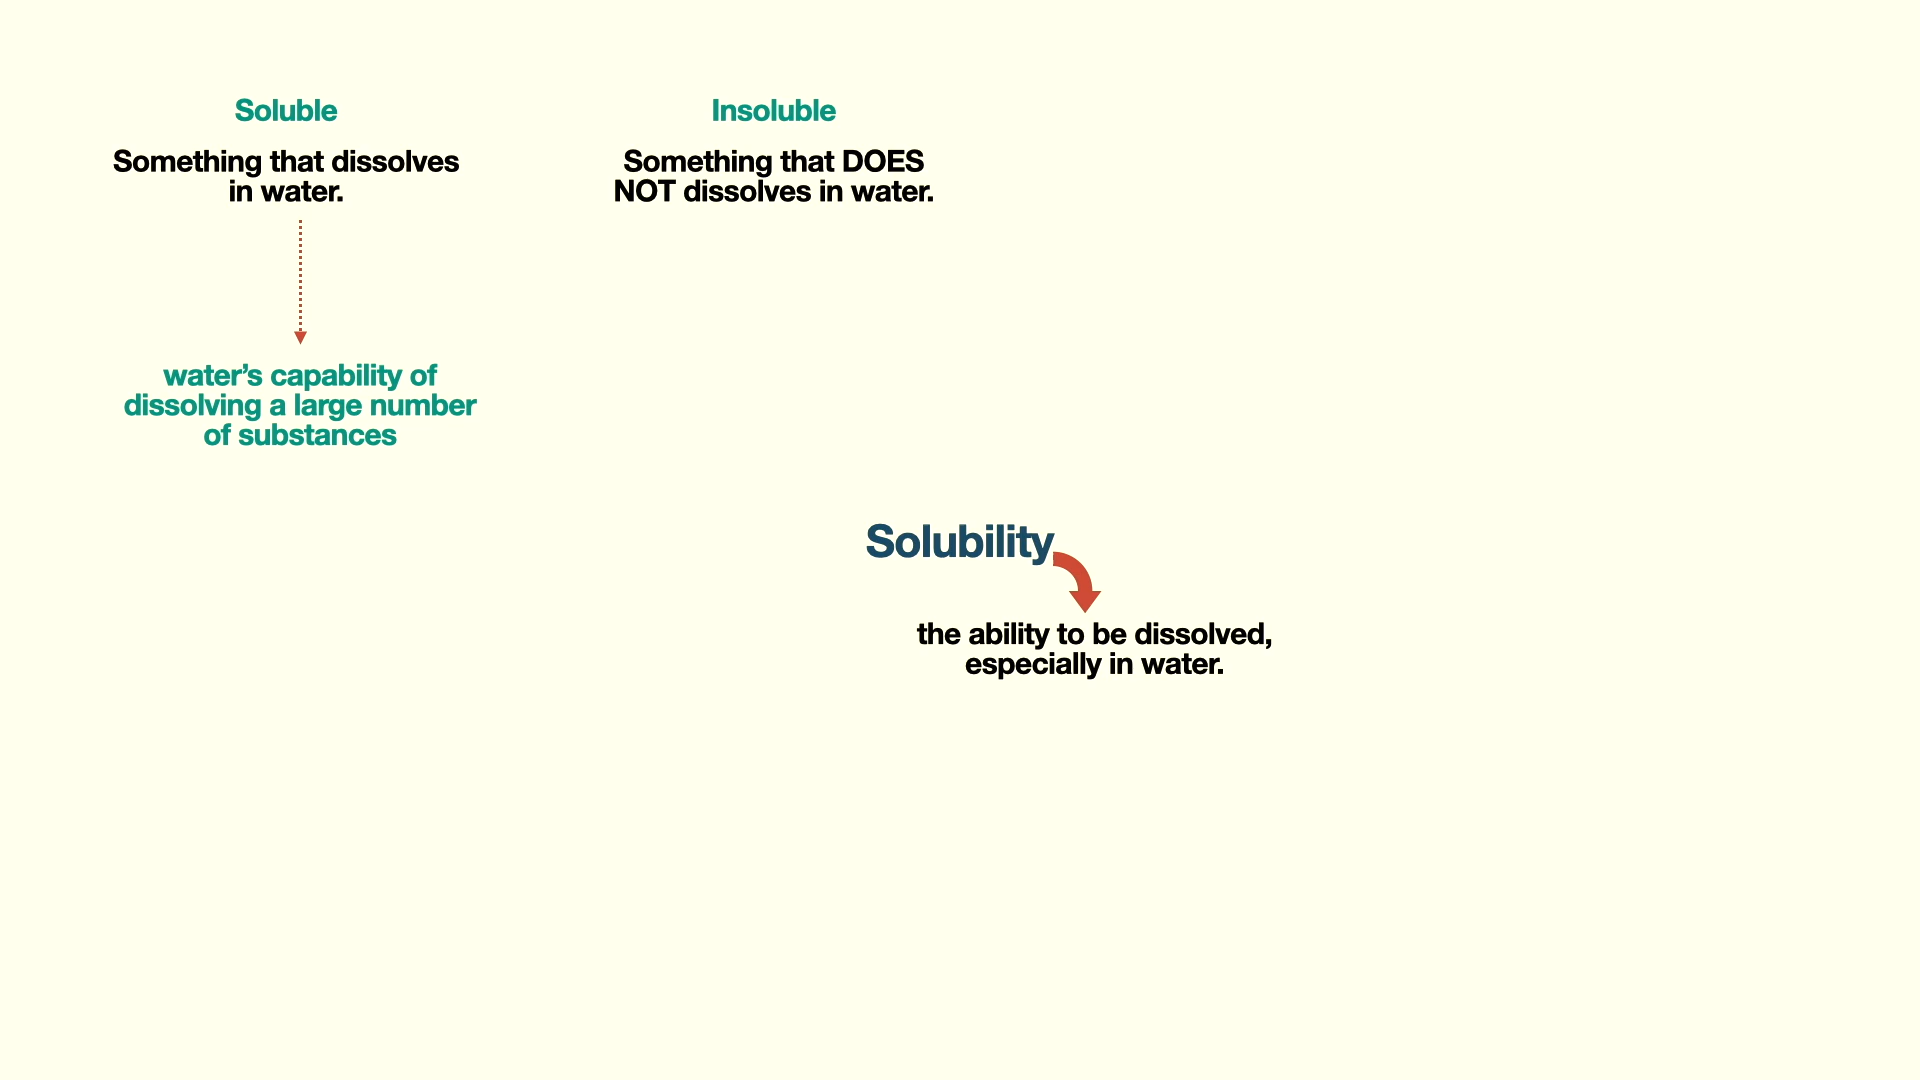 Soluble
Something that dissolves
in water.
Insoluble
Something that DOES
NOT dissolves in water.
water’s capability of
dissolving a large number
of substances
Solubility
the ability to be dissolved,
especially in water.